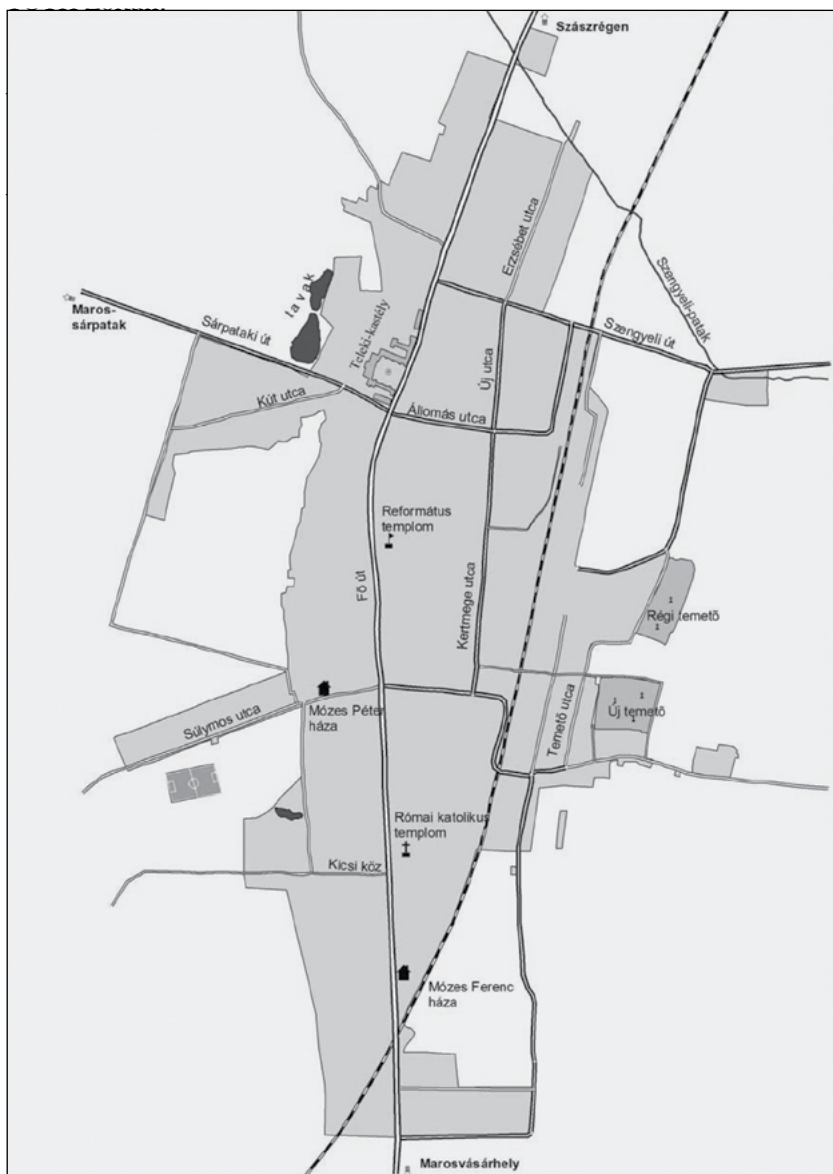 Szászrégen
Erzsébet utca
Szengyeli-patak
Maros-
sárpatak
tavak
Sárpataki út
Teleki-kastély
Szengyeli út
Új utca
Kút utca
Állomás utca
Református
templom
Fő út
Kertmege utca
Régi temető
Mózes Péter
háza
Súlymos utca
Temető utca
Új temető
Római katolikus
templom
Kicsi köz
Mózes Ferenc
háza
Marosvásárhely